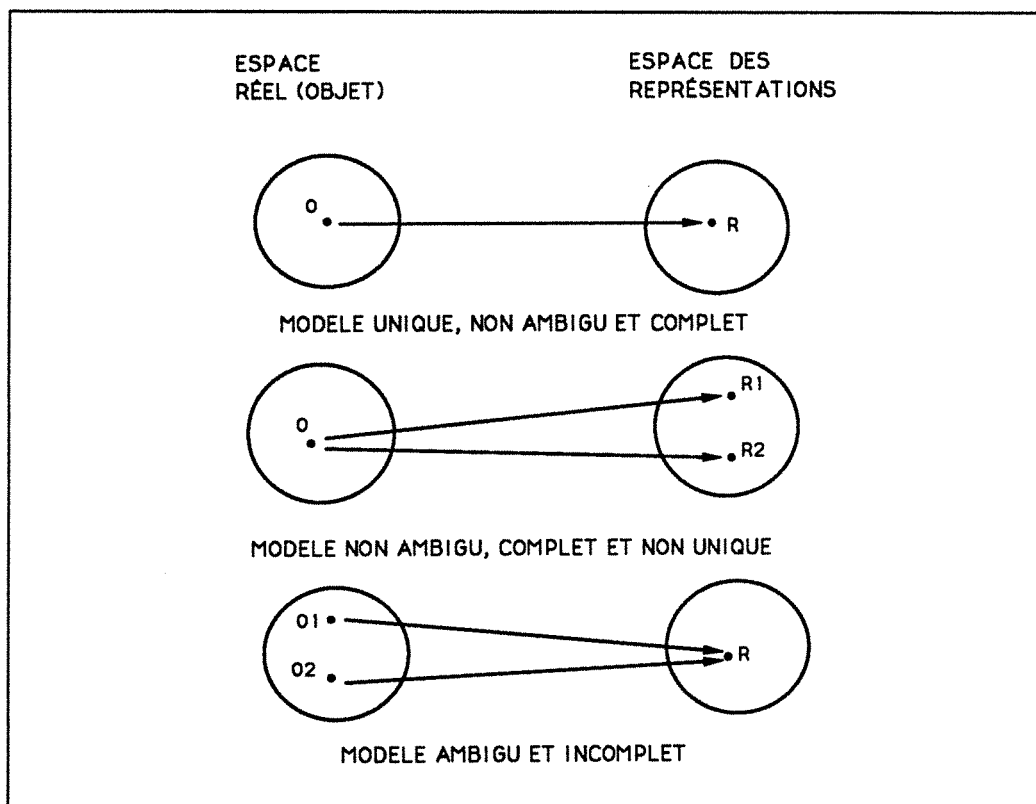 ESPACE
RÉEL (OBJET)
ESPACE DES
REPRÉSENTATIONS
O
R
MODELE UNIQUE, NON AMBIGU ET COMPLET
O
R1
R2
MODELE NON AMBIGU, COMPLET ET NON UNIQUE
O1
O2
R
MODELE AMBIGU ET INCOMPLET